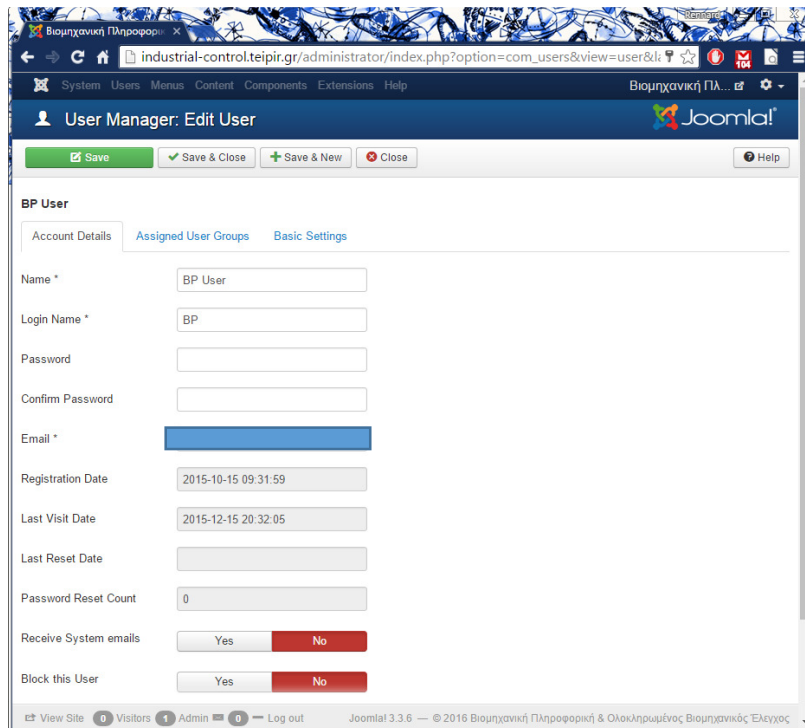 Rennard
Βιομηχανική Πληροφορι
industrial-control.teipir.gr/administrator/index.php?option=com_users&view=user&la
104
System Users Menus Content Components Extensions Help Βιομηχανική Πλ...
User Manager: Edit User Joomla!
Save Save & Close Save & New Close Help
BP User
Account Details Assigned User Groups Basic Settings
Name * BP User
Login Name * BP
Password
Confirm Password
Email *
Registration Date 2015-10-15 09:31:59
Last Visit Date 2015-12-15 20:32:05
Last Reset Date
Password Reset Count 0
Receive System emails Yes No
Block this User Yes No
View Site 0 Visitors 1 Admin 0 Log out Joomla! 3.3.6 — © 2016 Βιομηχανική Πληροφορική & Ολοκληρωμένος Βιομηχανικός Έλεγχος